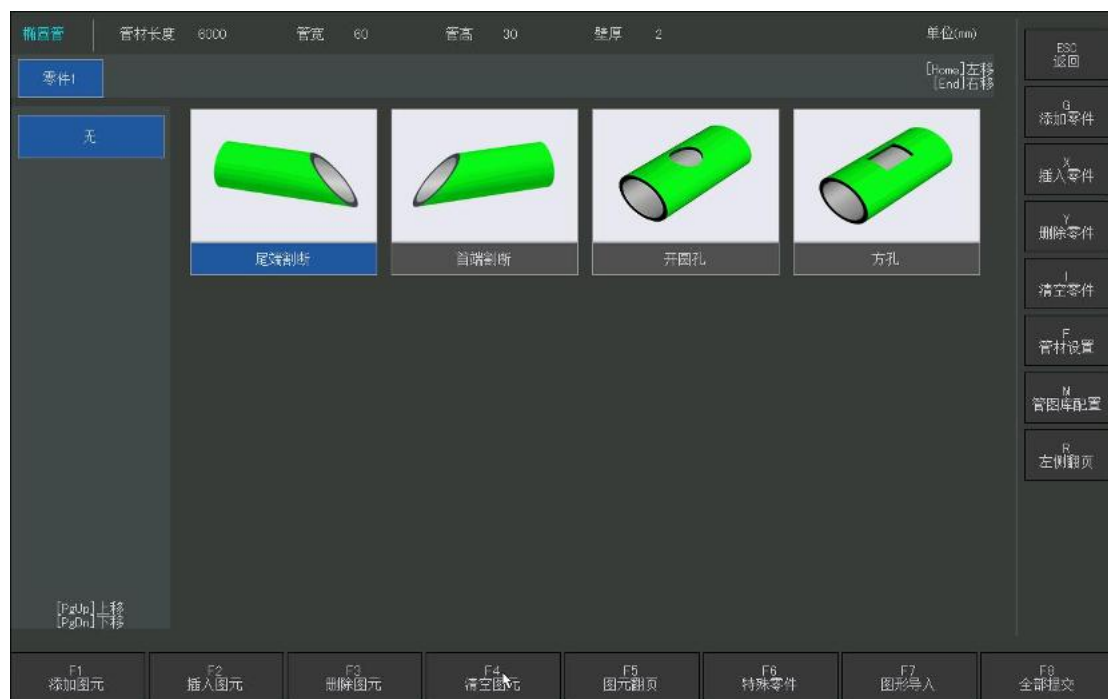 椭圆管 管材长度 6000 管宽 60 管高 30 壁厚 2 单位(mm)
零件1
[Home]左移
[End]右移
无
尾端割断
首端割断
开圆孔
方孔
[PgUp]上移
[PgDn]下移
ESC
返回
G
添加零件
X
插入零件
Y
删除零件
I
清空零件
F
管材设置
N
管图库配置
R
左侧翻页
F1
添加图元
F2
插入图元
F3
删除图元
F4
清空图元
F5
图元翻页
F6
特殊零件
F7
图形导入
F8
全部提交